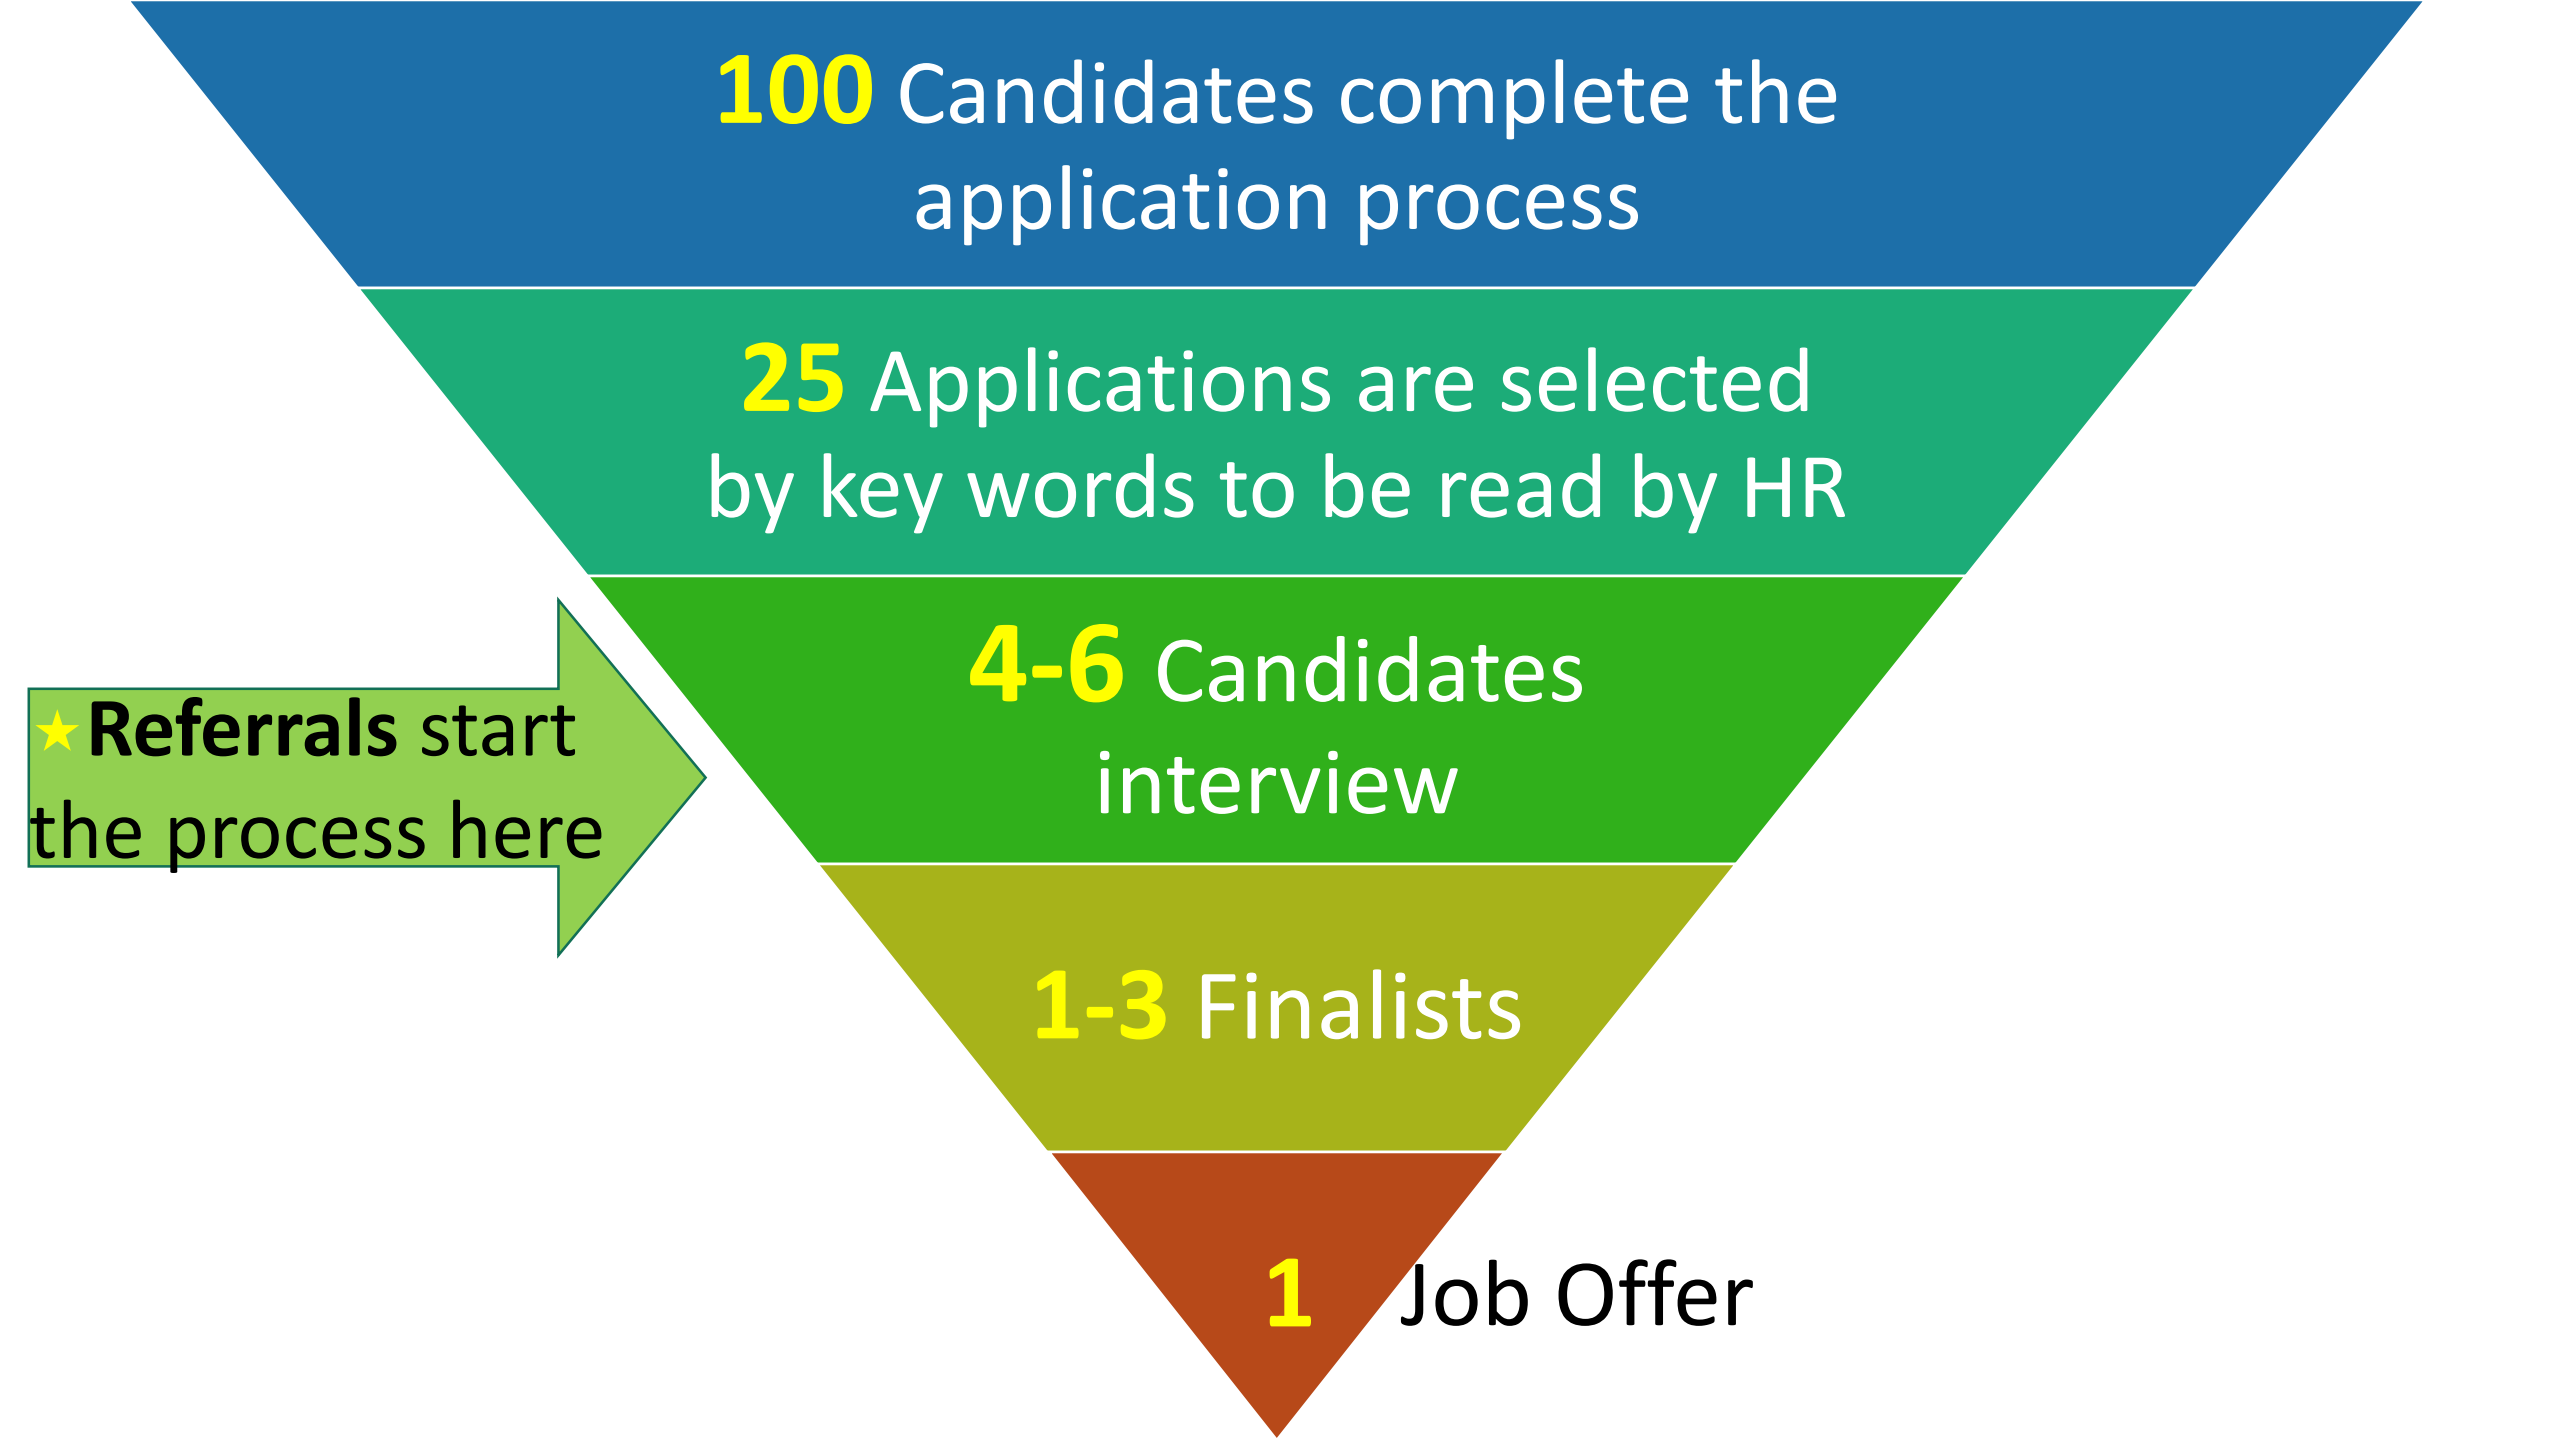 100 Candidates complete the
application process
25 Applications are selected
by key words to be read by HR
4-6 Candidates
interview
★Referrals start
the process here
1-3 Finalists
1 Job Offer